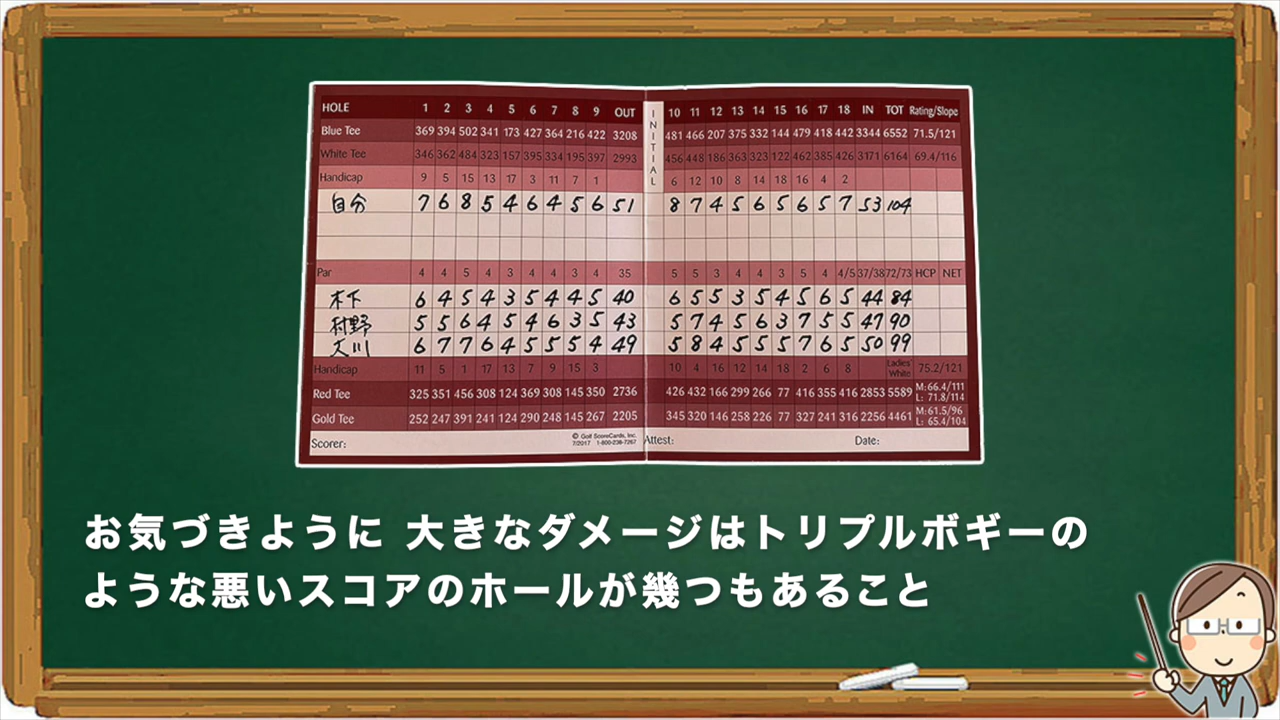 HOLE 1 2 3 4 5 6 7 8 9 OUT INITIAL 10 11 12 13 14 15 16 17 18 IN TOT Rating/Slope
Blue Tee 369 394 502 341 173 427 364 216 422 3208 481 466 207 375 332 144 479 418 442 3344 6552 71.5/121
White Tee 346 362 484 323 157 395 334 195 397 2993 456 448 186 363 323 122 462 385 426 3171 6164 69.4/116
Handicap 9 5 15 13 17 3 11 7 1 6 12 10 8 14 18 16 4 2
自分 7 6 8 5 4 6 4 5 6 51 8 7 4 5 6 5 6 5 7 53 104
Par 4 4 5 4 3 4 4 3 4 35 5 5 3 4 4 3 5 4 4/5 37/38 72/73 HCP NET
木下 6 4 5 4 3 5 4 4 5 40 6 5 5 3 5 4 5 6 5 44 84
村野 5 5 6 4 5 4 6 3 5 43 5 7 4 5 6 3 7 5 5 47 90
久川 6 7 7 6 4 5 5 5 4 49 5 8 4 5 5 5 7 6 5 50 99
Handicap 11 5 1 17 13 7 9 15 3 10 4 16 12 14 18 2 6 8 Ladies' White 75.2/121
Red Tee 325 351 456 308 124 369 308 145 350 2736 426 432 166 299 266 77 416 355 416 2853 5589 M:66.4/111 L: 71.8/114
Gold Tee 252 247 391 241 124 290 248 145 267 2205 345 320 146 258 226 77 327 241 316 2256 4461 M:61.5/96 L: 65.4/104
Scorer: © Golf ScoreCards, Inc. 7/2017 1-800-238-7267 Attest: Date:
お気づきように 大きなダメージはトリプルボギーの
ような悪いスコアのホールが幾つもあること